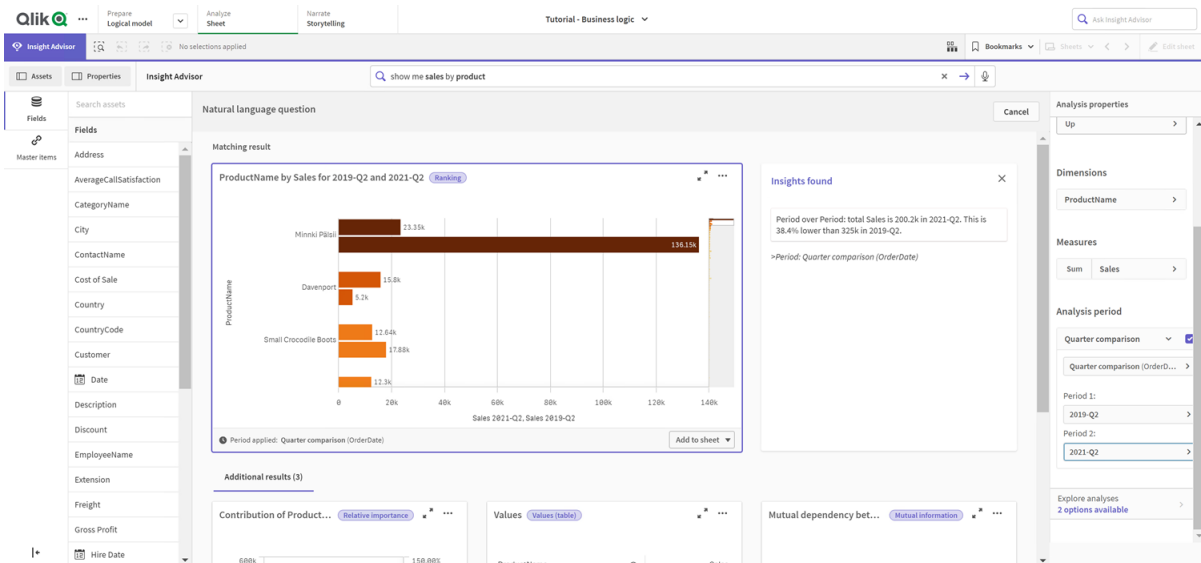 Qlik
Prepare
Logical model
Analyze
Sheet
Narrate
Storytelling
Tutorial - Business logic
Ask Insight Advisor
Insight Advisor
No selections applied
Bookmarks
Sheets
Edit sheet
Assets
Properties
Insight Advisor
show me sales by product
Fields
Master items
Search assets
Fields
Address
AverageCallSatisfaction
CategoryName
City
ContactName
Cost of Sale
Country
CountryCode
Customer
Date
Description
Discount
EmployeeName
Extension
Freight
Gross Profit
Hire Date
Natural language question
Cancel
Matching result
ProductName by Sales for 2019-Q2 and 2021-Q2 Ranking
ProductName
Minnki Pälsii
23.35k
136.15k
Davenport
15.8k
5.2k
Small Crocodile Boots
12.64k
17.88k
12.3k
0 20k 40k 60k 80k 100k 120k 140k
Sales 2021-Q2, Sales 2019-Q2
Period applied: Quarter comparison (OrderDate)
Add to sheet
Insights found
Period over Period: total Sales is 200.2k in 2021-Q2. This is
38.4% lower than 325k in 2019-Q2.
>Period: Quarter comparison (OrderDate)
Additional results (3)
Contribution of Product... Relative importance
600k
150.00%
Values Values (table)
Mutual dependency bet... Mutual information
Analysis properties
Up
Dimensions
ProductName
Measures
Sum Sales
Analysis period
Quarter comparison
Quarter comparison (OrderD...
Period 1:
2019-Q2
Period 2:
2021-Q2
Explore analyses
2 options available